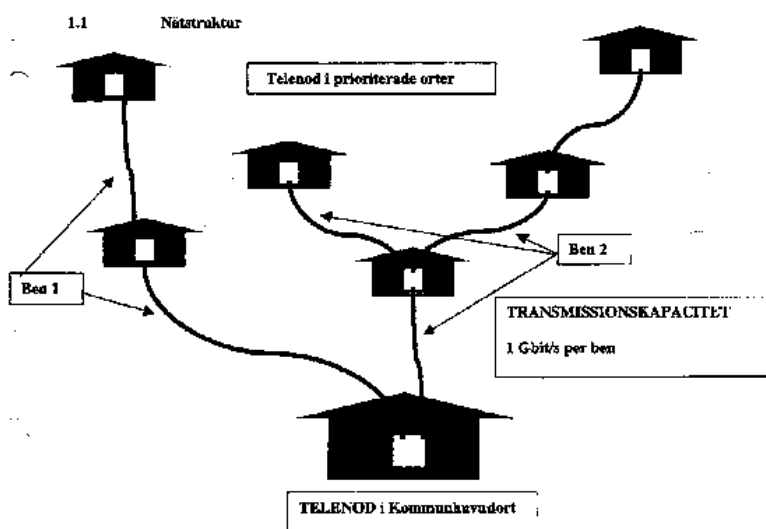 1.1 Nätstruktur
Telenod i prioriterade orter
Ben 2
Ben 1
TRANSMISSIONSKAPACITET
1 Gbit/s per ben
TELENOD i Kommunhuvudort